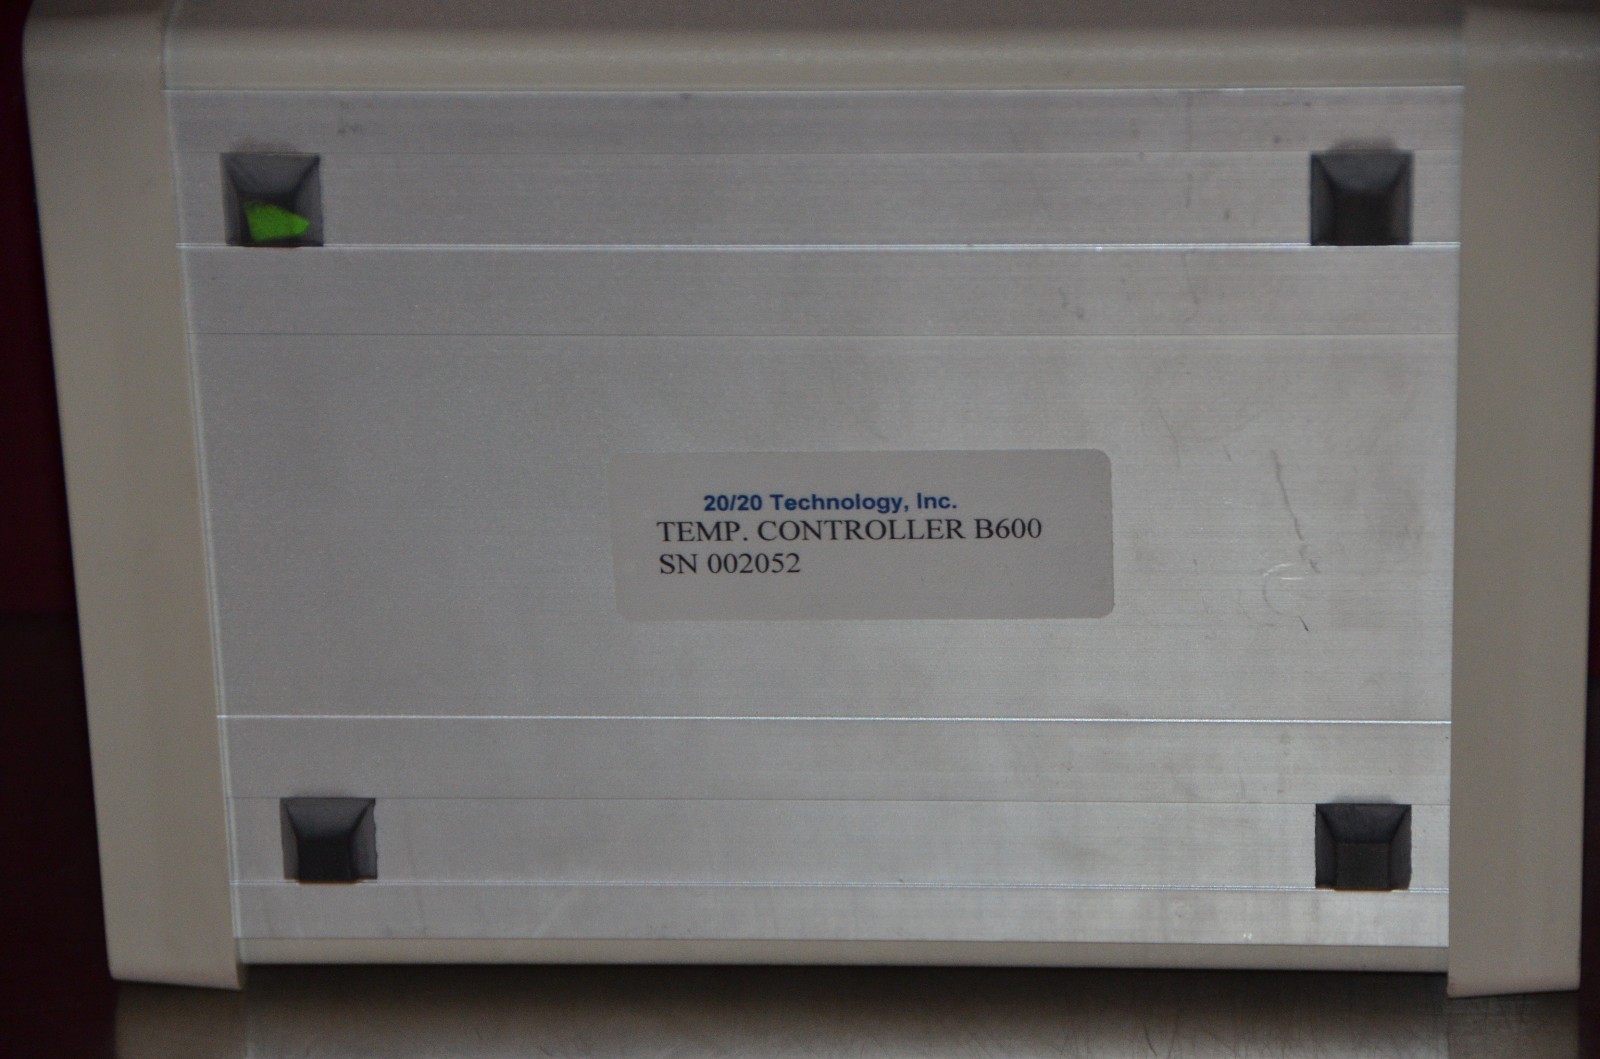 20/20 Technology, Inc.
TEMP. CONTROLLER B600
SN 002052